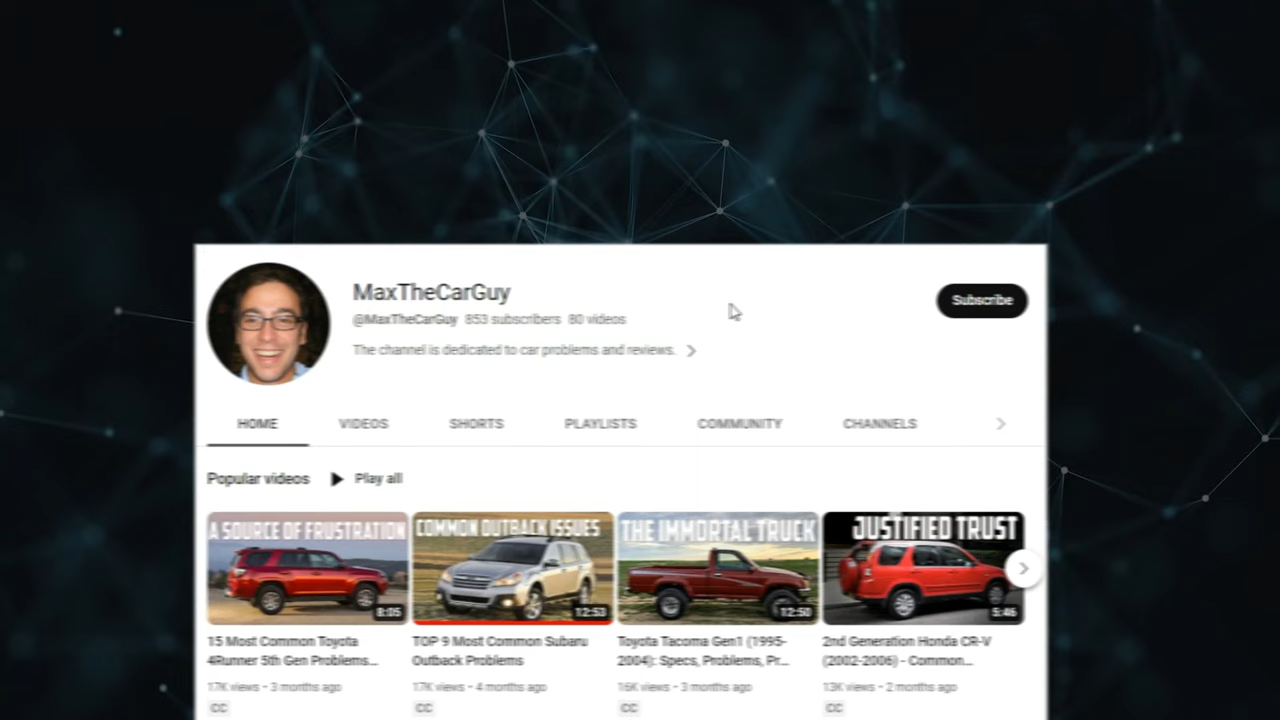 MaxTheCarGuy
@MaxTheCarGuy 853 subscribers 80 videos
Subscribe
The channel is dedicated to car problems and reviews.
HOME VIDEOS SHORTS PLAYLISTS COMMUNITY CHANNELS
Popular videos Play all
A SOURCE OF FRUSTRATION
8:05
COMMON OUTBACK ISSUES
12:53
THE IMMORTAL TRUCK
12:50
JUSTIFIED TRUST
5:46
15 Most Common Toyota
4Runner 5th Gen Problems...
17K views • 3 months ago
CC
TOP 9 Most Common Subaru
Outback Problems
17K views • 4 months ago
CC
Toyota Tacoma Gen1 (1995-
2004): Specs, Problems, Pr...
16K views • 3 months ago
CC
2nd Generation Honda CR-V
(2002-2006) - Common...
13K views • 2 months ago
CC